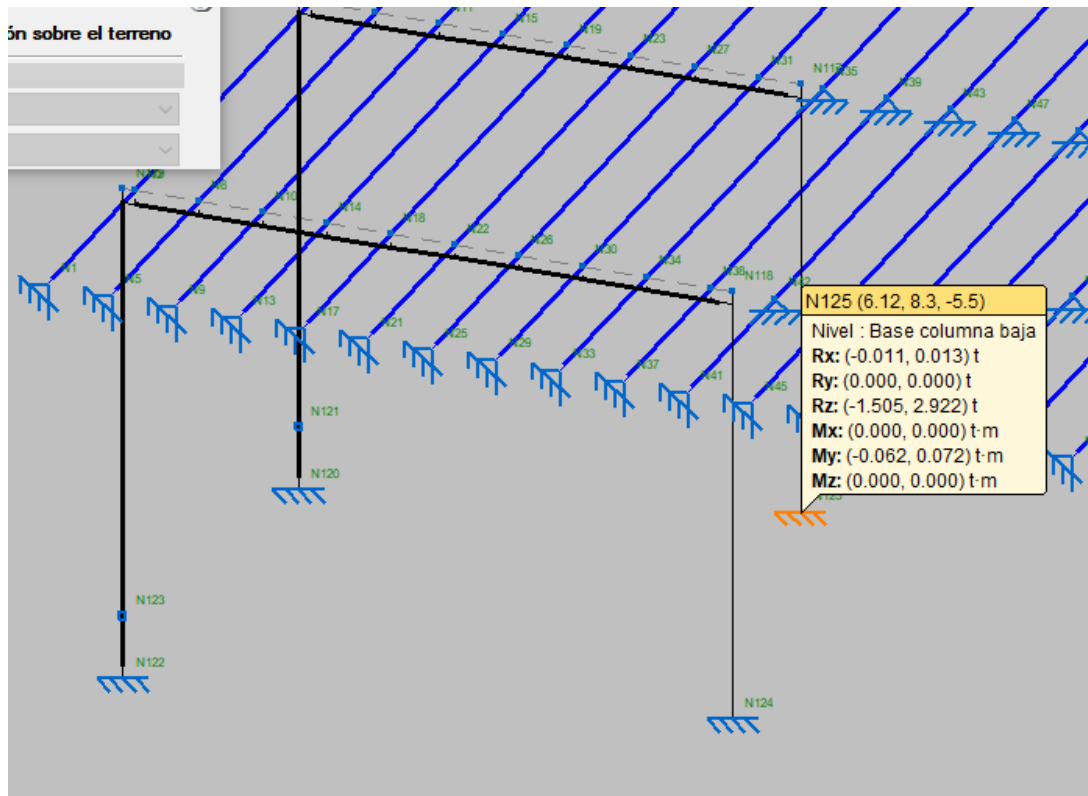 ón sobre el terreno
N11
N15
N19
N23
N27
N31
N35
N39
N43
N47
N8
N10
N14
N18
N22
N26
N30
N34
N38
N118
N42
N1
N5
N9
N13
N17
N21
N25
N29
N33
N37
N41
N45
N125 (6.12, 8.3, -5.5)
Nivel : Base columna baja
Rx: (-0.011, 0.013) t
Ry: (0.000, 0.000) t
Rz: (-1.505, 2.922) t
Mx: (0.000, 0.000) t·m
My: (-0.062, 0.072) t·m
Mz: (0.000, 0.000) t·m
N121
N120
N123
N122
N124